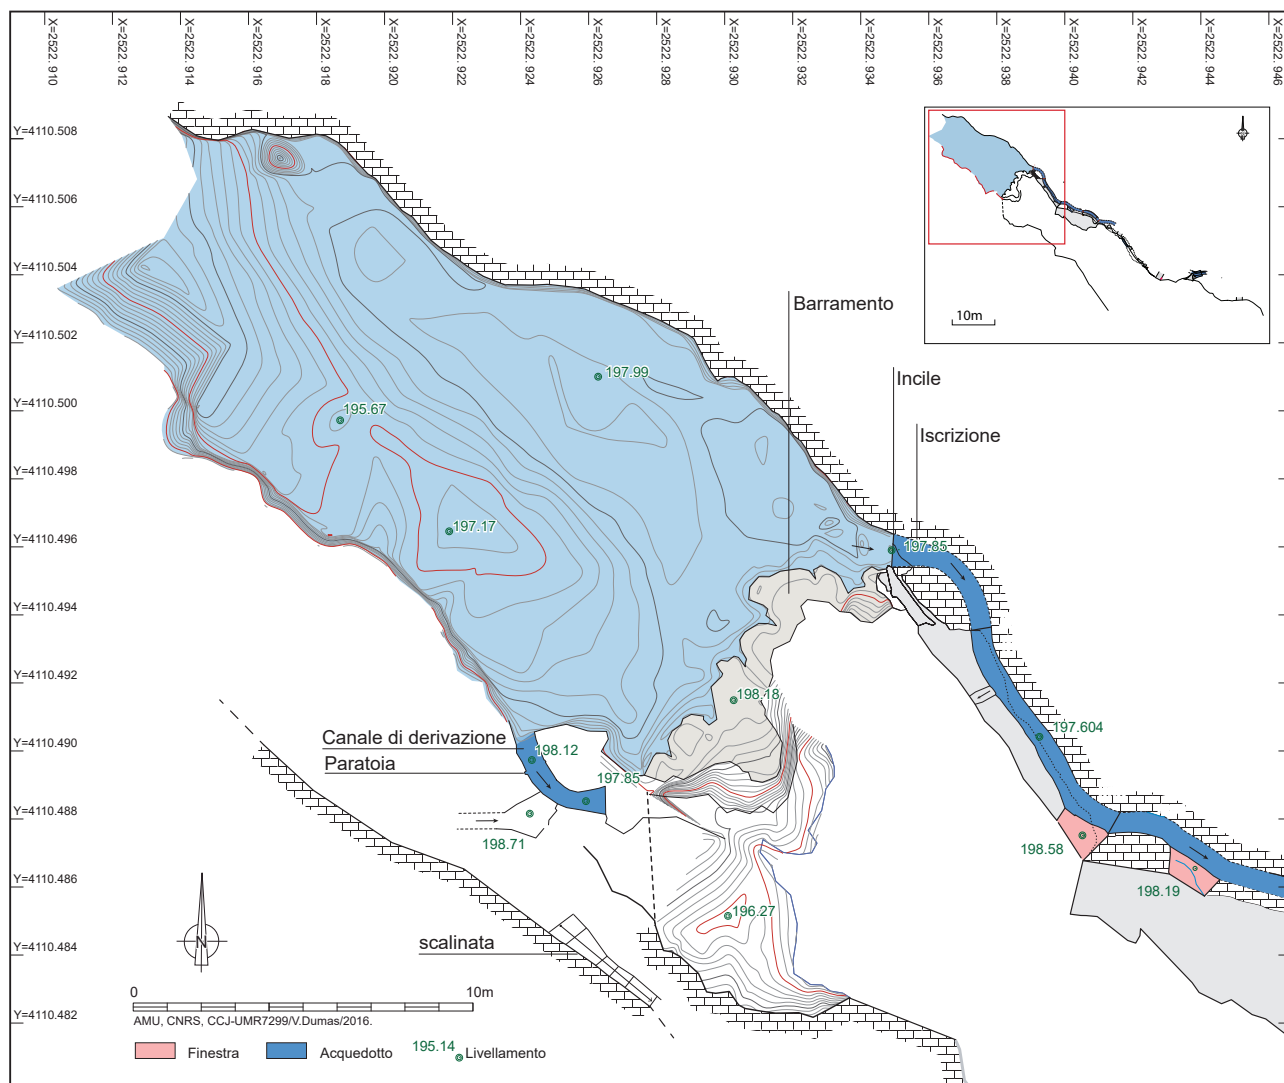 X=2522.910
X=2522.912
X=2522.914
X=2522.916
X=2522.918
X=2522.920
X=2522.922
X=2522.924
X=2522.926
X=2522.928
X=2522.930
X=2522.932
X=2522.934
X=2522.936
X=2522.938
X=2522.940
X=2522.942
X=2522.944
X=2522.946
Y=4110.508
Y=4110.506
Y=4110.504
Y=4110.502
Y=4110.500
Y=4110.498
Y=4110.496
Y=4110.494
Y=4110.492
Y=4110.490
Y=4110.488
Y=4110.486
Y=4110.484
Y=4110.482
10m
Barramento
Incile
Iscrizione
197.99
195.67
197.17
197.85
198.18
197.604
Canale di derivazione
198.12
Paratoia
197.85
198.71
198.58
198.19
196.27
scalinata
N
0 10m
AMU, CNRS, CCJ-UMR7299/V.Dumas/2016.
Finestra
Acquedotto
195.14
Livellamento